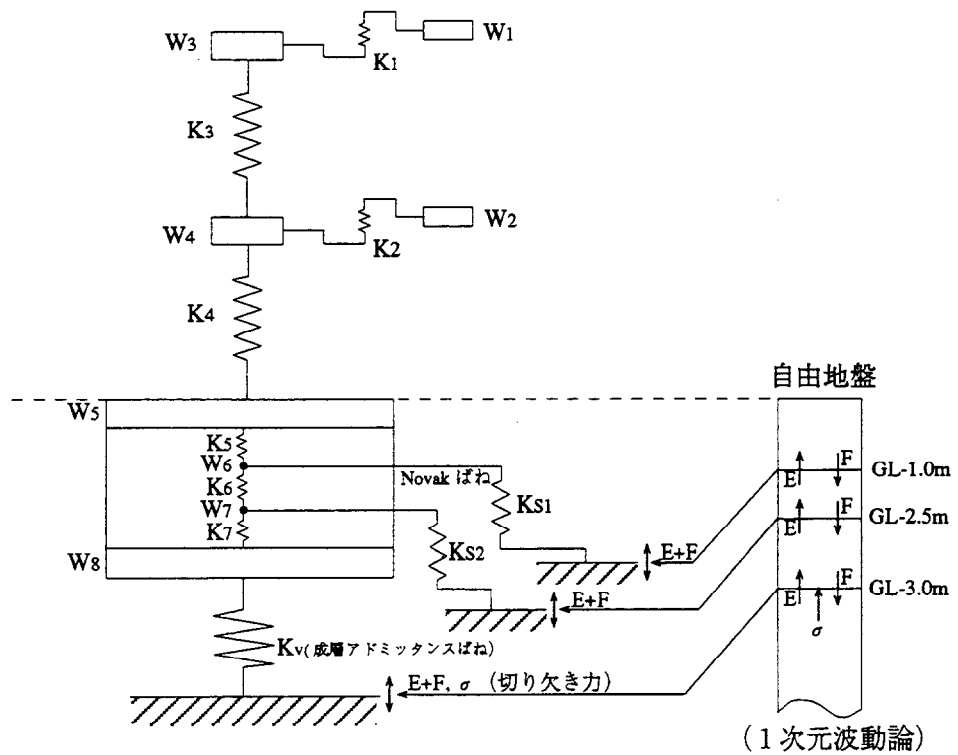 W3
K1
W1
K3
W4
K2
W2
K4
自由地盤
W5
K5
W6
K6
W7
K7
W8
Novak ばね
KS1
KS2
E+F
E+F
E
F
GL-1.0m
E
F
GL-2.5m
E
F
σ
GL-3.0m
Kv(成層アドミッタンスばね)
E+F, σ (切り欠き力)
(1次元波動論)